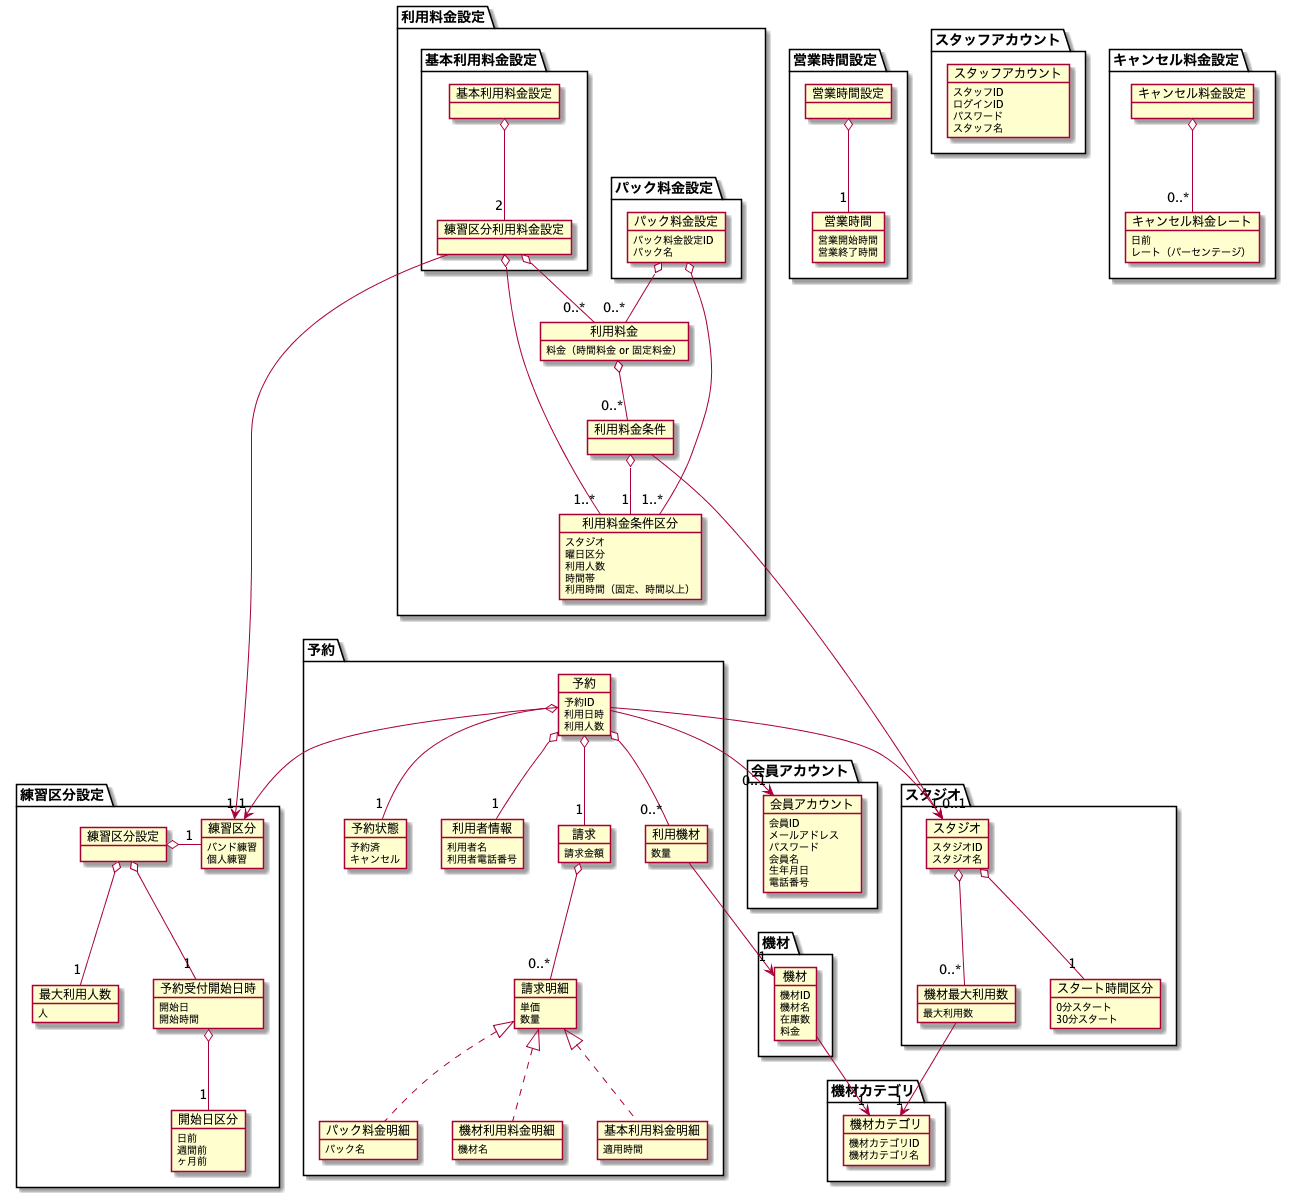 利用料金設定
基本利用料金設定
基本利用料金設定
2
練習区分利用料金設定
パック料金設定
パック料金設定
パック料金設定ID
パック名
0..*
0..*
利用料金
料金（時間料金 or 固定料金）
0..*
利用料金条件
1..*
1
1..*
利用料金条件区分
スタジオ
曜日区分
利用人数
時間帯
利用時間（固定、時間以上）
営業時間設定
営業時間設定
1
営業時間
営業開始時間
営業終了時間
スタッフアカウント
スタッフアカウント
スタッフID
ログインID
パスワード
スタッフ名
キャンセル料金設定
キャンセル料金設定
0..*
キャンセル料金レート
日前
レート（パーセンテージ）
予約
予約
予約ID
利用日時
利用人数
1
予約状態
予約済
キャンセル
1
利用者情報
利用者名
利用者電話番号
1
請求
請求金額
0..*
利用機材
数量
0..*
請求明細
単価
数量
パック料金明細
パック名
機材利用料金明細
機材名
基本利用料金明細
適用時間
練習区分設定
練習区分設定
1
1
1
練習区分
バンド練習
個人練習
1
最大利用人数
人
1
予約受付開始日時
開始日
開始時間
1
開始日区分
日前
週間前
ヶ月前
会員アカウント
0..1
会員アカウント
会員ID
メールアドレス
パスワード
会員名
生年月日
電話番号
スタジオ
0..1
スタジオ
スタジオID
スタジオ名
0..*
機材最大利用数
最大利用数
1
スタート時間区分
0分スタート
30分スタート
機材
1
機材
機材ID
機材名
在庫数
料金
機材カテゴリ
1
1
機材カテゴリ
機材カテゴリID
機材カテゴリ名